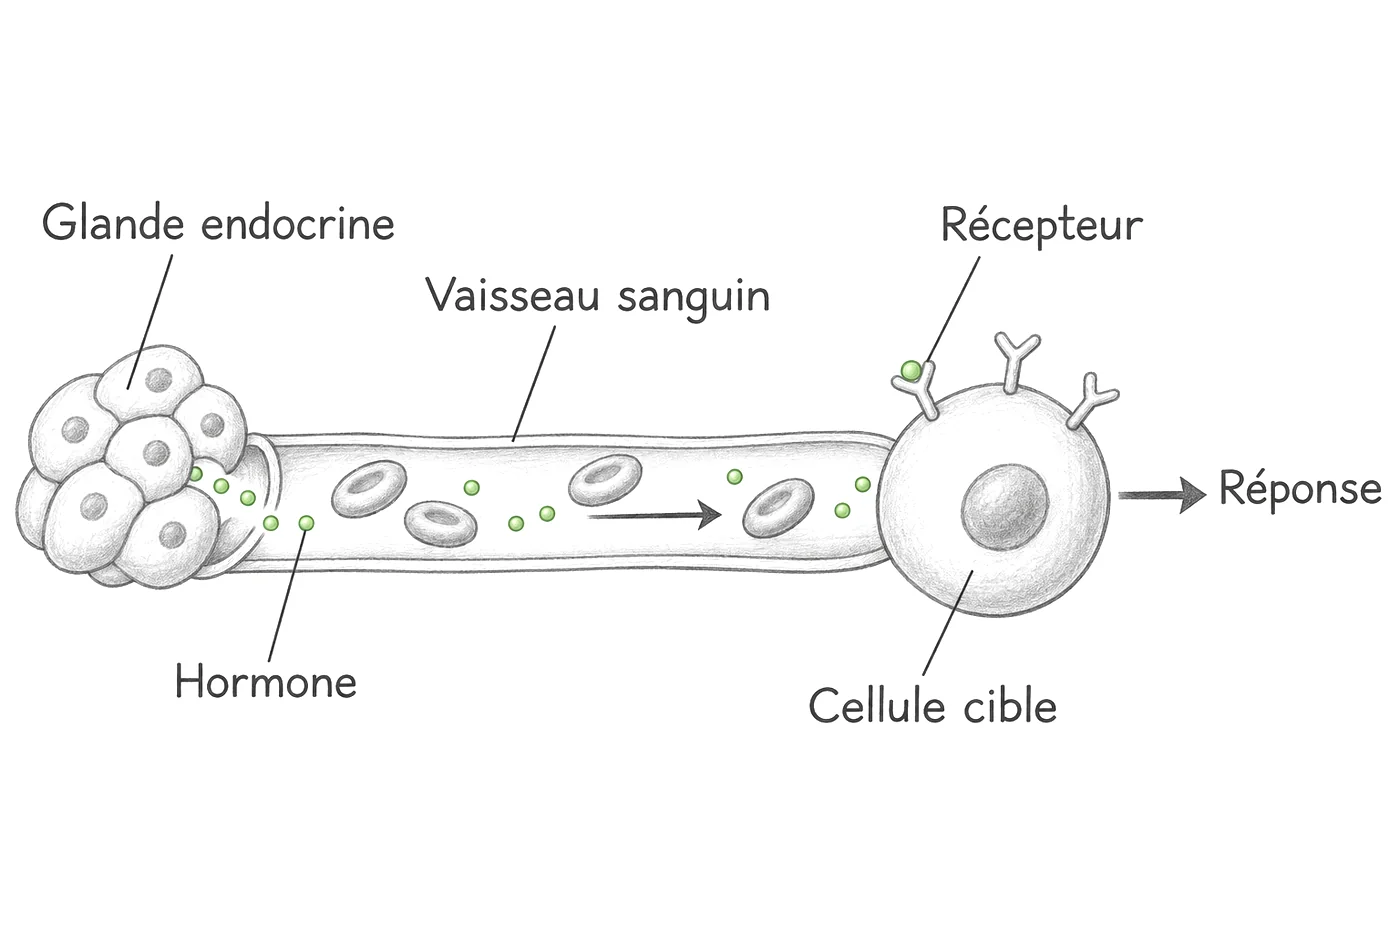 Glande endocrine
Récepteur
Vaisseau sanguin
Réponse
Hormone
Cellule cible